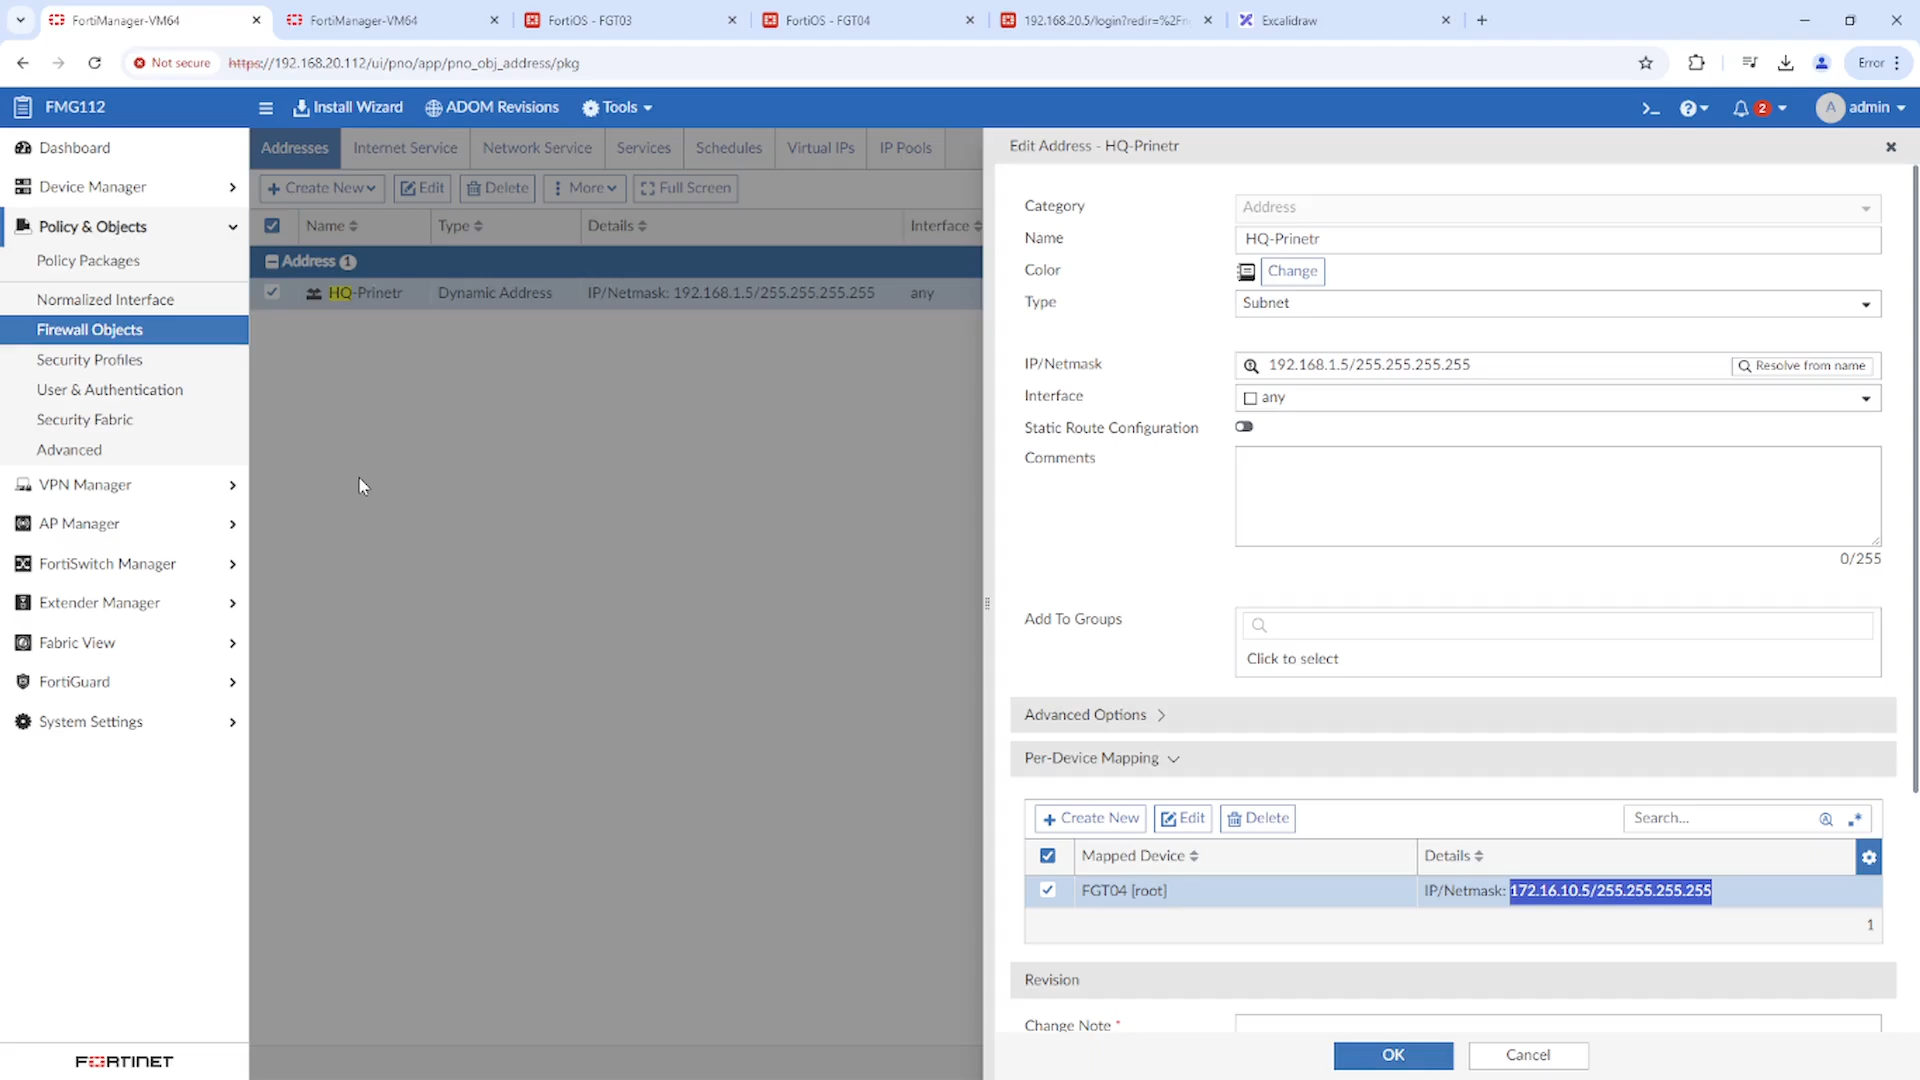 FortiManager-VM64
FortiManager-VM64
FortiOS - FGT03
FortiOS - FGT04
192.168.20.5/login?redir=%2Fn
Excalidraw
Not secure
https://192.168.20.112/ui/pno/app/pno_obj_address/pkg
Error
FMG112
Install Wizard
ADOM Revisions
Tools
2
A
admin
Dashboard
Device Manager
Policy & Objects
Policy Packages
Normalized Interface
Firewall Objects
Security Profiles
User & Authentication
Security Fabric
Advanced
VPN Manager
AP Manager
FortiSwitch Manager
Extender Manager
Fabric View
FortiGuard
System Settings
FORTINET
Addresses
Internet Service
Network Service
Services
Schedules
Virtual IPs
IP Pools
+ Create New
Edit
Delete
More
Full Screen
Name
Type
Details
Interface
Address 1
HQ-Prinetr
Dynamic Address
IP/Netmask: 192.168.1.5/255.255.255.255
any
Edit Address - HQ-Prinetr
Category
Address
Name
HQ-Prinetr
Color
Change
Type
Subnet
IP/Netmask
192.168.1.5/255.255.255.255
Resolve from name
Interface
any
Static Route Configuration
Comments
0/255
Add To Groups
Click to select
Advanced Options
Per-Device Mapping
+ Create New
Edit
Delete
Search...
Mapped Device
Details
FGT04 [root]
IP/Netmask: 172.16.10.5/255.255.255.255
1
Revision
Change Note *
OK
Cancel